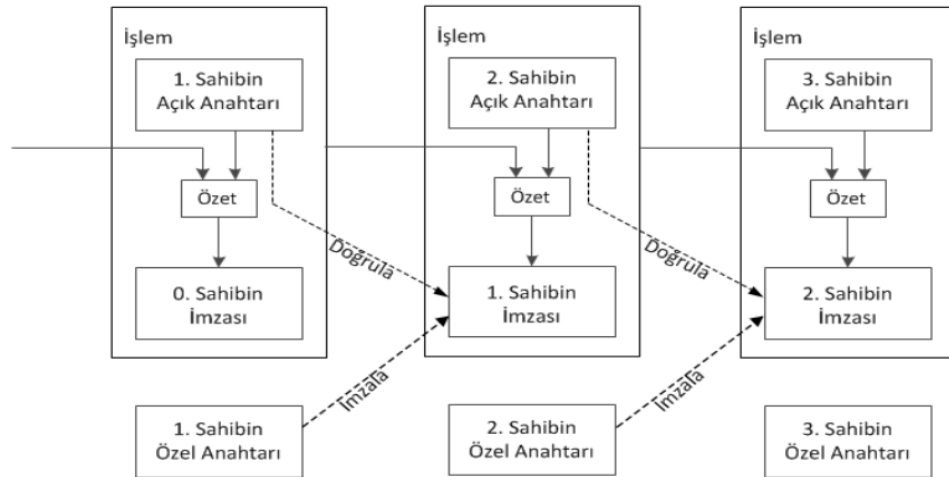 İşlem
1. Sahibin
Açık Anahtarı
Özet
0. Sahibin
İmzası
İşlem
2. Sahibin
Açık Anahtarı
Özet
1. Sahibin
İmzası
İşlem
3. Sahibin
Açık Anahtarı
Özet
2. Sahibin
İmzası
Doğrula
Doğrula
İmzala
İmzala
1. Sahibin
Özel Anahtarı
2. Sahibin
Özel Anahtarı
3. Sahibin
Özel Anahtarı